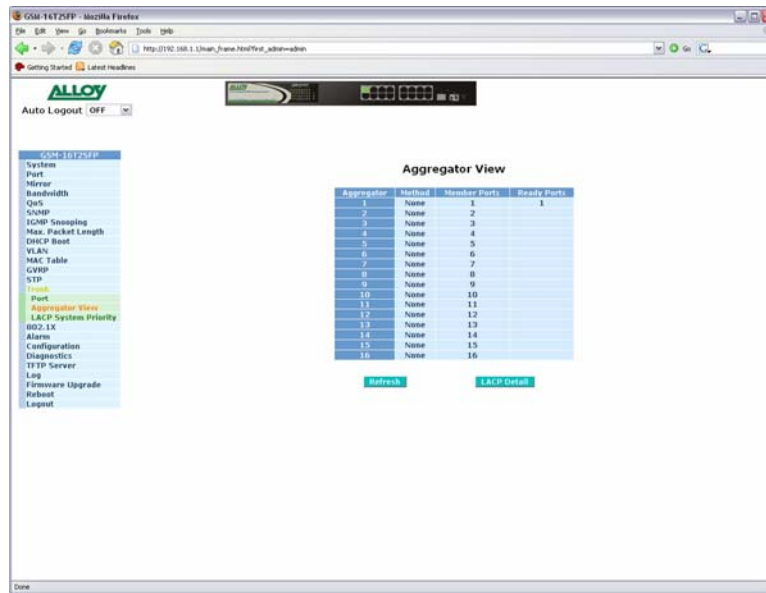 GSM-16T2SFP - Mozilla Firefox
File Edit View Go Bookmarks Tools Help
http://192.168.1.1/main_frame.html?first_admin=admin
Go
Getting Started Latest Headlines
ALLOY
Auto Logout OFF
ALLOY
GSM-16T2SFP
System
Port
Mirror
Bandwidth
QoS
SNMP
IGMP Snooping
Max. Packet Length
DHCP Boot
VLAN
MAC Table
GVRP
STP
Trunk
Port
Aggregator View
LACP System Priority
802.1X
Alarm
Configuration
Diagnostics
TFTP Server
Log
Firmware Upgrade
Reboot
Logout
Aggregator View
Aggregator Method Member Ports Ready Ports
1 None 1 1
2 None 2
3 None 3
4 None 4
5 None 5
6 None 6
7 None 7
8 None 8
9 None 9
10 None 10
11 None 11
12 None 12
13 None 13
14 None 14
15 None 15
16 None 16
Refresh LACP Detail
Done